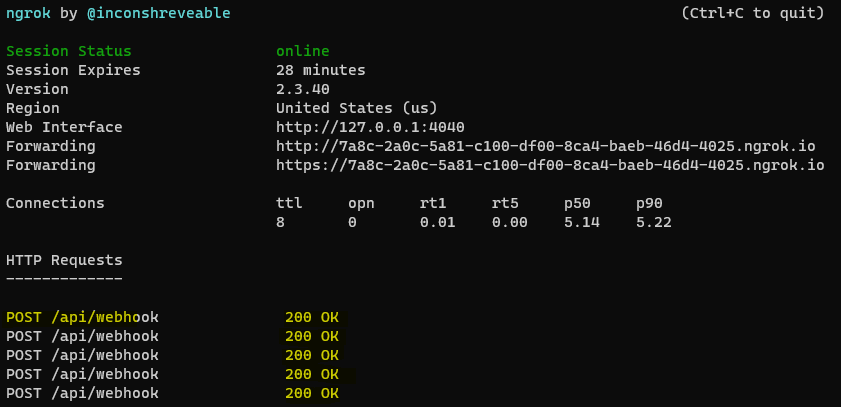 ngrok by @inconshreveable (Ctrl+C to quit)
Session Status online
Session Expires 28 minutes
Version 2.3.40
Region United States (us)
Web Interface http://127.0.0.1:4040
Forwarding http://7a8c-2a0c-5a81-c100-df00-8ca4-baeb-46d4-4025.ngrok.io
Forwarding https://7a8c-2a0c-5a81-c100-df00-8ca4-baeb-46d4-4025.ngrok.io
Connections ttl opn rt1 rt5 p50 p90
8 0 0.01 0.00 5.14 5.22
HTTP Requests
-------------
POST /api/webhook 200 OK
POST /api/webhook 200 OK
POST /api/webhook 200 OK
POST /api/webhook 200 OK
POST /api/webhook 200 OK